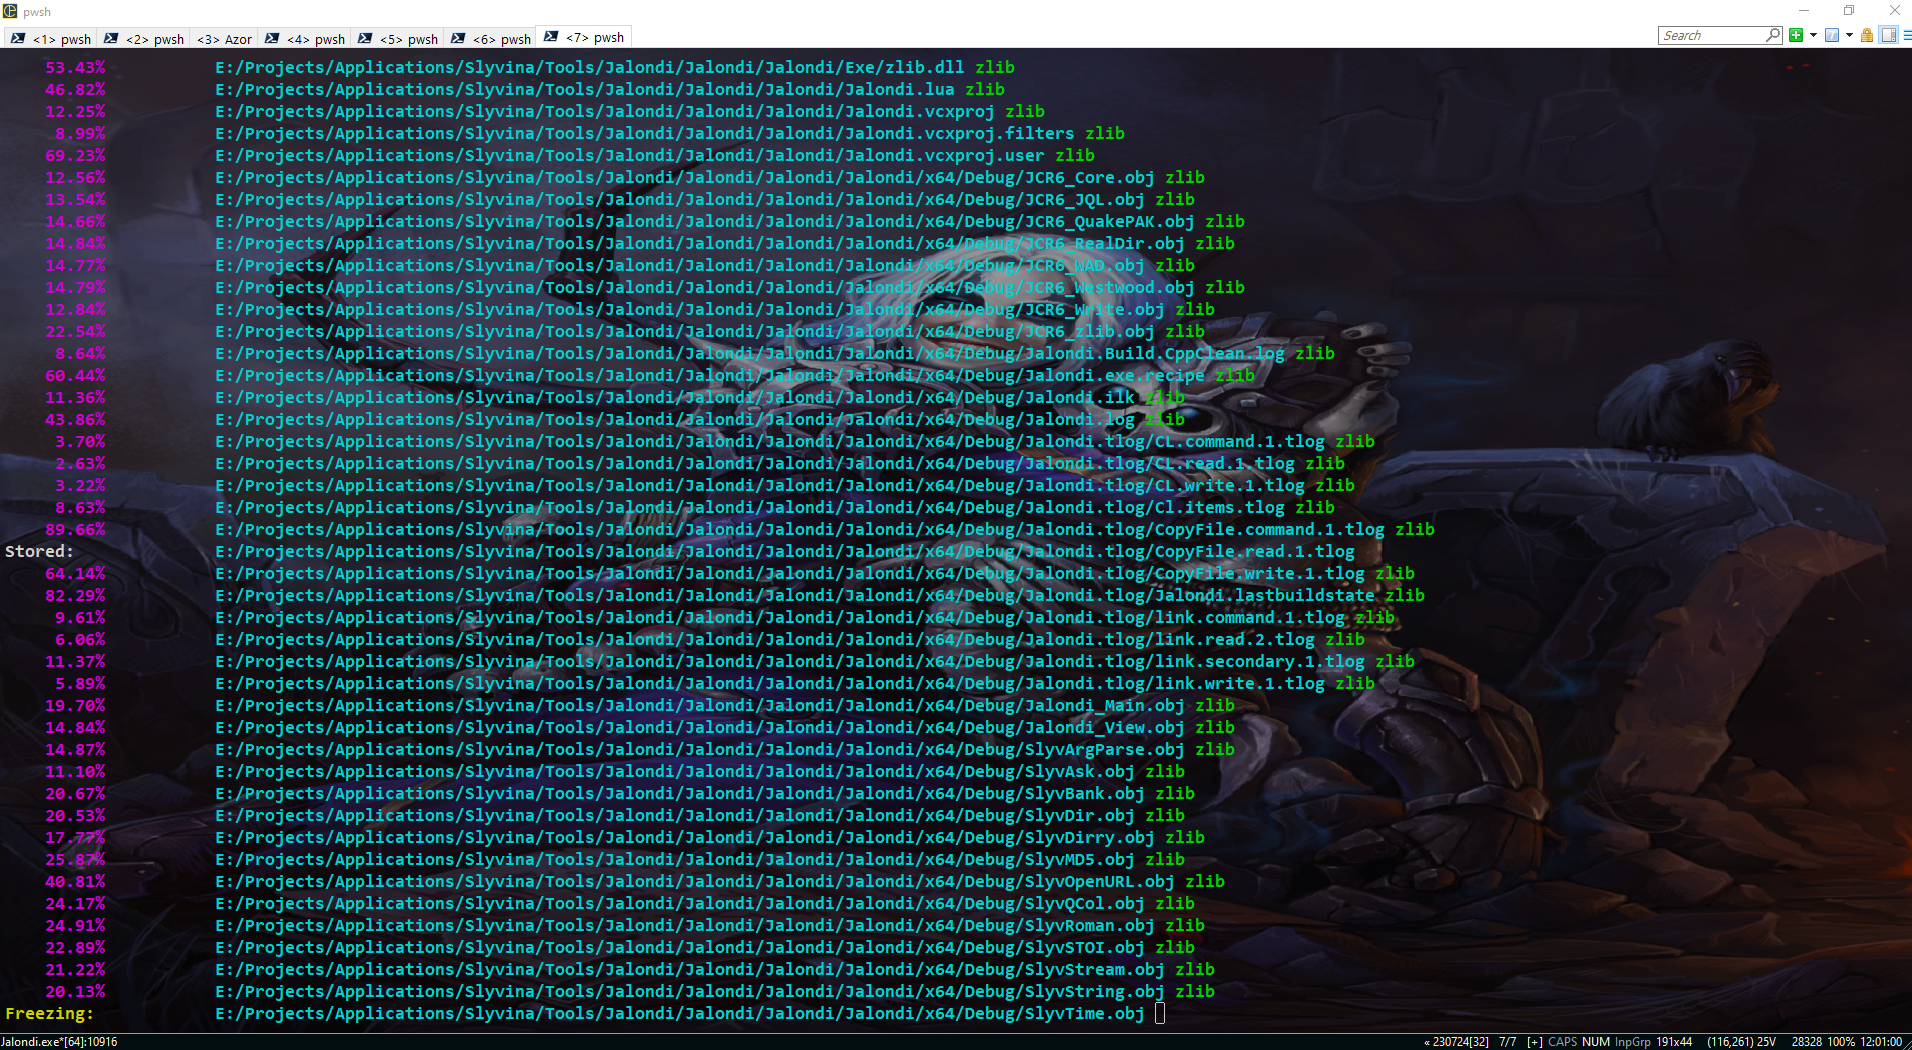 pwsh
<1> pwsh <2> pwsh <3> Azor <4> pwsh <5> pwsh <6> pwsh <7> pwsh Search
53.43% E:/Projects/Applications/Slyvina/Tools/Jalondi/Jalondi/Jalondi/Exe/zlib.dll zlib
46.82% E:/Projects/Applications/Slyvina/Tools/Jalondi/Jalondi/Jalondi/Jalondi.lua zlib
12.25% E:/Projects/Applications/Slyvina/Tools/Jalondi/Jalondi/Jalondi/Jalondi.vcxproj zlib
8.99% E:/Projects/Applications/Slyvina/Tools/Jalondi/Jalondi/Jalondi/Jalondi.vcxproj.filters zlib
69.23% E:/Projects/Applications/Slyvina/Tools/Jalondi/Jalondi/Jalondi/Jalondi.vcxproj.user zlib
12.56% E:/Projects/Applications/Slyvina/Tools/Jalondi/Jalondi/Jalondi/Jalondi/x64/Debug/JCR6_Core.obj zlib
13.54% E:/Projects/Applications/Slyvina/Tools/Jalondi/Jalondi/Jalondi/Jalondi/x64/Debug/JCR6_JQL.obj zlib
14.66% E:/Projects/Applications/Slyvina/Tools/Jalondi/Jalondi/Jalondi/Jalondi/x64/Debug/JCR6_QuakePAK.obj zlib
14.84% E:/Projects/Applications/Slyvina/Tools/Jalondi/Jalondi/Jalondi/Jalondi/x64/Debug/JCR6_RealDir.obj zlib
14.77% E:/Projects/Applications/Slyvina/Tools/Jalondi/Jalondi/Jalondi/Jalondi/x64/Debug/JCR6_WAD.obj zlib
14.79% E:/Projects/Applications/Slyvina/Tools/Jalondi/Jalondi/Jalondi/Jalondi/x64/Debug/JCR6_Westwood.obj zlib
12.84% E:/Projects/Applications/Slyvina/Tools/Jalondi/Jalondi/Jalondi/Jalondi/x64/Debug/JCR6_Write.obj zlib
22.54% E:/Projects/Applications/Slyvina/Tools/Jalondi/Jalondi/Jalondi/Jalondi/x64/Debug/JCR6_zlib.obj zlib
8.64% E:/Projects/Applications/Slyvina/Tools/Jalondi/Jalondi/Jalondi/Jalondi/x64/Debug/Jalondi.Build.CppClean.log zlib
60.44% E:/Projects/Applications/Slyvina/Tools/Jalondi/Jalondi/Jalondi/Jalondi/x64/Debug/Jalondi.exe.recipe zlib
11.36% E:/Projects/Applications/Slyvina/Tools/Jalondi/Jalondi/Jalondi/Jalondi/x64/Debug/Jalondi.ilk zlib
43.86% E:/Projects/Applications/Slyvina/Tools/Jalondi/Jalondi/Jalondi/Jalondi/x64/Debug/Jalondi.log zlib
3.70% E:/Projects/Applications/Slyvina/Tools/Jalondi/Jalondi/Jalondi/Jalondi/x64/Debug/Jalondi.tlog/CL.command.1.tlog zlib
2.63% E:/Projects/Applications/Slyvina/Tools/Jalondi/Jalondi/Jalondi/Jalondi/x64/Debug/Jalondi.tlog/CL.read.1.tlog zlib
3.22% E:/Projects/Applications/Slyvina/Tools/Jalondi/Jalondi/Jalondi/Jalondi/x64/Debug/Jalondi.tlog/CL.write.1.tlog zlib
8.63% E:/Projects/Applications/Slyvina/Tools/Jalondi/Jalondi/Jalondi/Jalondi/x64/Debug/Jalondi.tlog/Cl.items.tlog zlib
89.66% E:/Projects/Applications/Slyvina/Tools/Jalondi/Jalondi/Jalondi/Jalondi/x64/Debug/Jalondi.tlog/CopyFile.command.1.tlog zlib
Stored: E:/Projects/Applications/Slyvina/Tools/Jalondi/Jalondi/Jalondi/Jalondi/x64/Debug/Jalondi.tlog/CopyFile.read.1.tlog
64.14% E:/Projects/Applications/Slyvina/Tools/Jalondi/Jalondi/Jalondi/Jalondi/x64/Debug/Jalondi.tlog/CopyFile.write.1.tlog zlib
82.29% E:/Projects/Applications/Slyvina/Tools/Jalondi/Jalondi/Jalondi/Jalondi/x64/Debug/Jalondi.tlog/Jalondi.lastbuildstate zlib
9.61% E:/Projects/Applications/Slyvina/Tools/Jalondi/Jalondi/Jalondi/Jalondi/x64/Debug/Jalondi.tlog/link.command.1.tlog zlib
6.06% E:/Projects/Applications/Slyvina/Tools/Jalondi/Jalondi/Jalondi/Jalondi/x64/Debug/Jalondi.tlog/link.read.2.tlog zlib
11.37% E:/Projects/Applications/Slyvina/Tools/Jalondi/Jalondi/Jalondi/Jalondi/x64/Debug/Jalondi.tlog/link.secondary.1.tlog zlib
5.89% E:/Projects/Applications/Slyvina/Tools/Jalondi/Jalondi/Jalondi/Jalondi/x64/Debug/Jalondi.tlog/link.write.1.tlog zlib
19.70% E:/Projects/Applications/Slyvina/Tools/Jalondi/Jalondi/Jalondi/Jalondi/x64/Debug/Jalondi_Main.obj zlib
14.84% E:/Projects/Applications/Slyvina/Tools/Jalondi/Jalondi/Jalondi/Jalondi/x64/Debug/Jalondi_View.obj zlib
14.87% E:/Projects/Applications/Slyvina/Tools/Jalondi/Jalondi/Jalondi/Jalondi/x64/Debug/SlyvArgParse.obj zlib
11.10% E:/Projects/Applications/Slyvina/Tools/Jalondi/Jalondi/Jalondi/Jalondi/x64/Debug/SlyvAsk.obj zlib
20.67% E:/Projects/Applications/Slyvina/Tools/Jalondi/Jalondi/Jalondi/Jalondi/x64/Debug/SlyvBank.obj zlib
20.53% E:/Projects/Applications/Slyvina/Tools/Jalondi/Jalondi/Jalondi/Jalondi/x64/Debug/SlyvDir.obj zlib
17.77% E:/Projects/Applications/Slyvina/Tools/Jalondi/Jalondi/Jalondi/Jalondi/x64/Debug/SlyvDirry.obj zlib
25.87% E:/Projects/Applications/Slyvina/Tools/Jalondi/Jalondi/Jalondi/Jalondi/x64/Debug/SlyvMD5.obj zlib
40.81% E:/Projects/Applications/Slyvina/Tools/Jalondi/Jalondi/Jalondi/Jalondi/x64/Debug/SlyvOpenURL.obj zlib
24.17% E:/Projects/Applications/Slyvina/Tools/Jalondi/Jalondi/Jalondi/Jalondi/x64/Debug/SlyvQCol.obj zlib
24.91% E:/Projects/Applications/Slyvina/Tools/Jalondi/Jalondi/Jalondi/Jalondi/x64/Debug/SlyvRoman.obj zlib
22.89% E:/Projects/Applications/Slyvina/Tools/Jalondi/Jalondi/Jalondi/Jalondi/x64/Debug/SlyvSTOI.obj zlib
21.22% E:/Projects/Applications/Slyvina/Tools/Jalondi/Jalondi/Jalondi/Jalondi/x64/Debug/SlyvStream.obj zlib
20.13% E:/Projects/Applications/Slyvina/Tools/Jalondi/Jalondi/Jalondi/Jalondi/x64/Debug/SlyvString.obj zlib
Freezing: E:/Projects/Applications/Slyvina/Tools/Jalondi/Jalondi/Jalondi/Jalondi/x64/Debug/SlyvTime.obj
Jalondi.exe*[64]:10916 « 230724[32] 7/7 [+] CAPS NUM InpGrp 191x44 (116,261) 25V 28328 100% 12:01:00